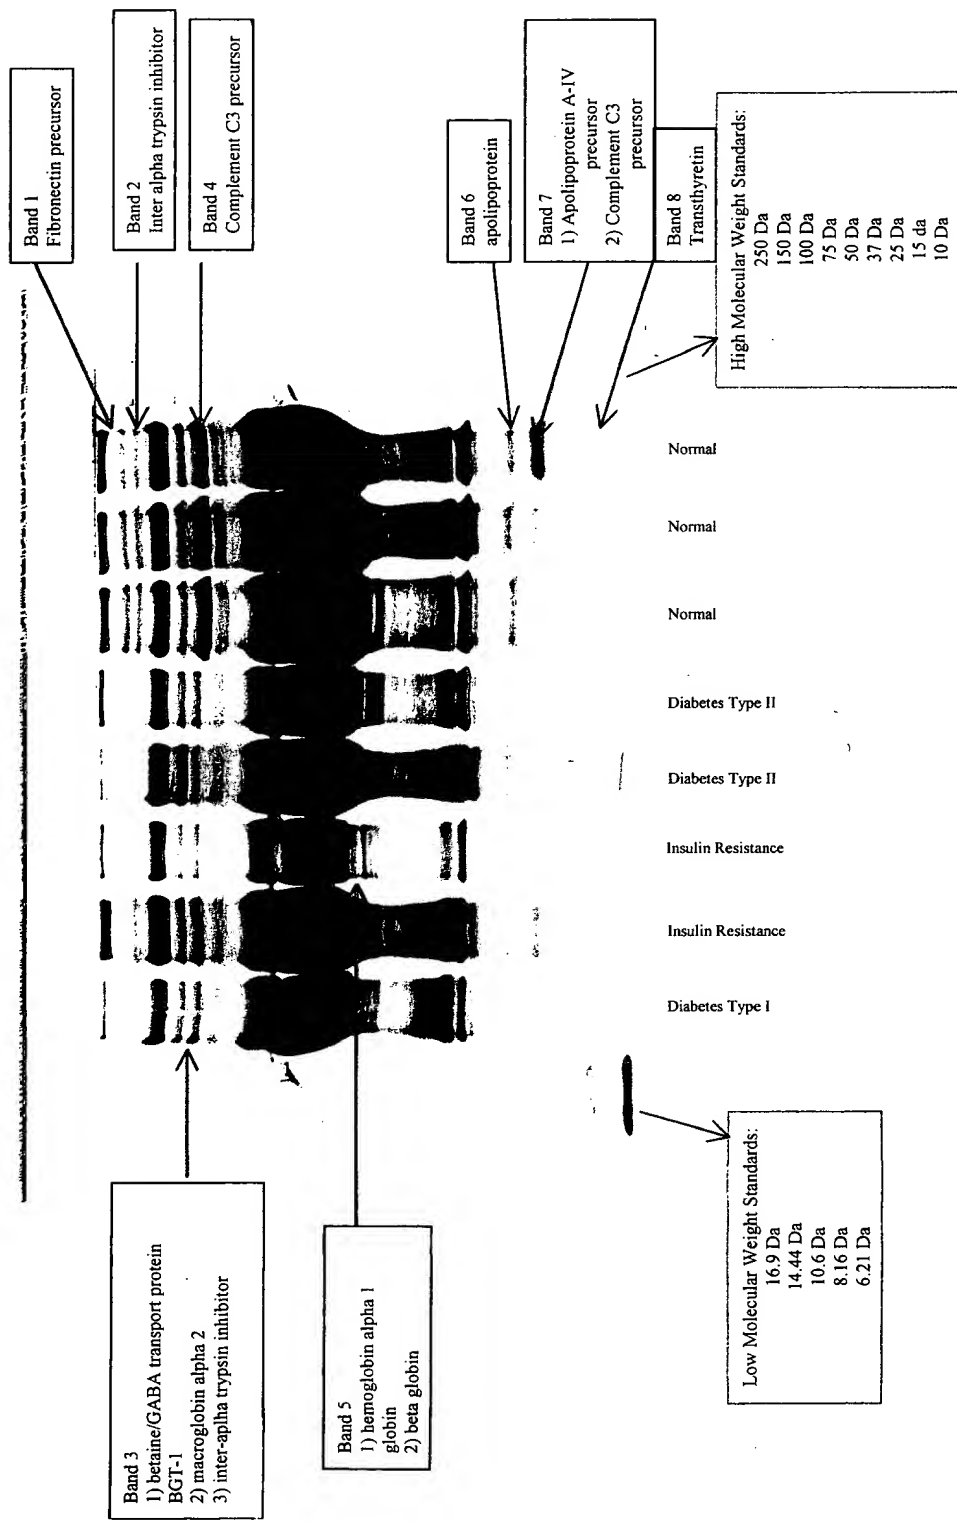 Band 1
Fibronectin precursor
Band 2
Inter alpha trypsin inhibitor
Band 4
Complement C3 precursor
Band 6
apolipoprotein
Band 7
1) Apolipoprotein A-IV
precursor
2) Complement C3
precursor
Band 8
Transthyretin
High Molecular Weight Standards:
250 Da
150 Da
100 Da
75 Da
50 Da
37 Da
25 Da
15 da
10 Da
Normal
Normal
Normal
Diabetes Type II
Diabetes Type II
Insulin Resistance
Insulin Resistance
Diabetes Type I
Band 3
1) betaine/GABA transport protein
BGT-1
2) macroglobin alpha 2
3) inter-aplha trypsin inhibitor
Band 5
1) hemoglobin alpha 1
globin
2) beta globin
Low Molecular Weight Standards:
16.9 Da
14.44 Da
10.6 Da
8.16 Da
6.21 Da